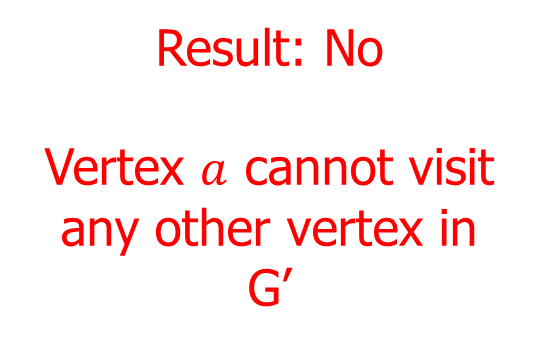 Result: No
Vertex 𝑎 cannot visit
any other vertex in
G’